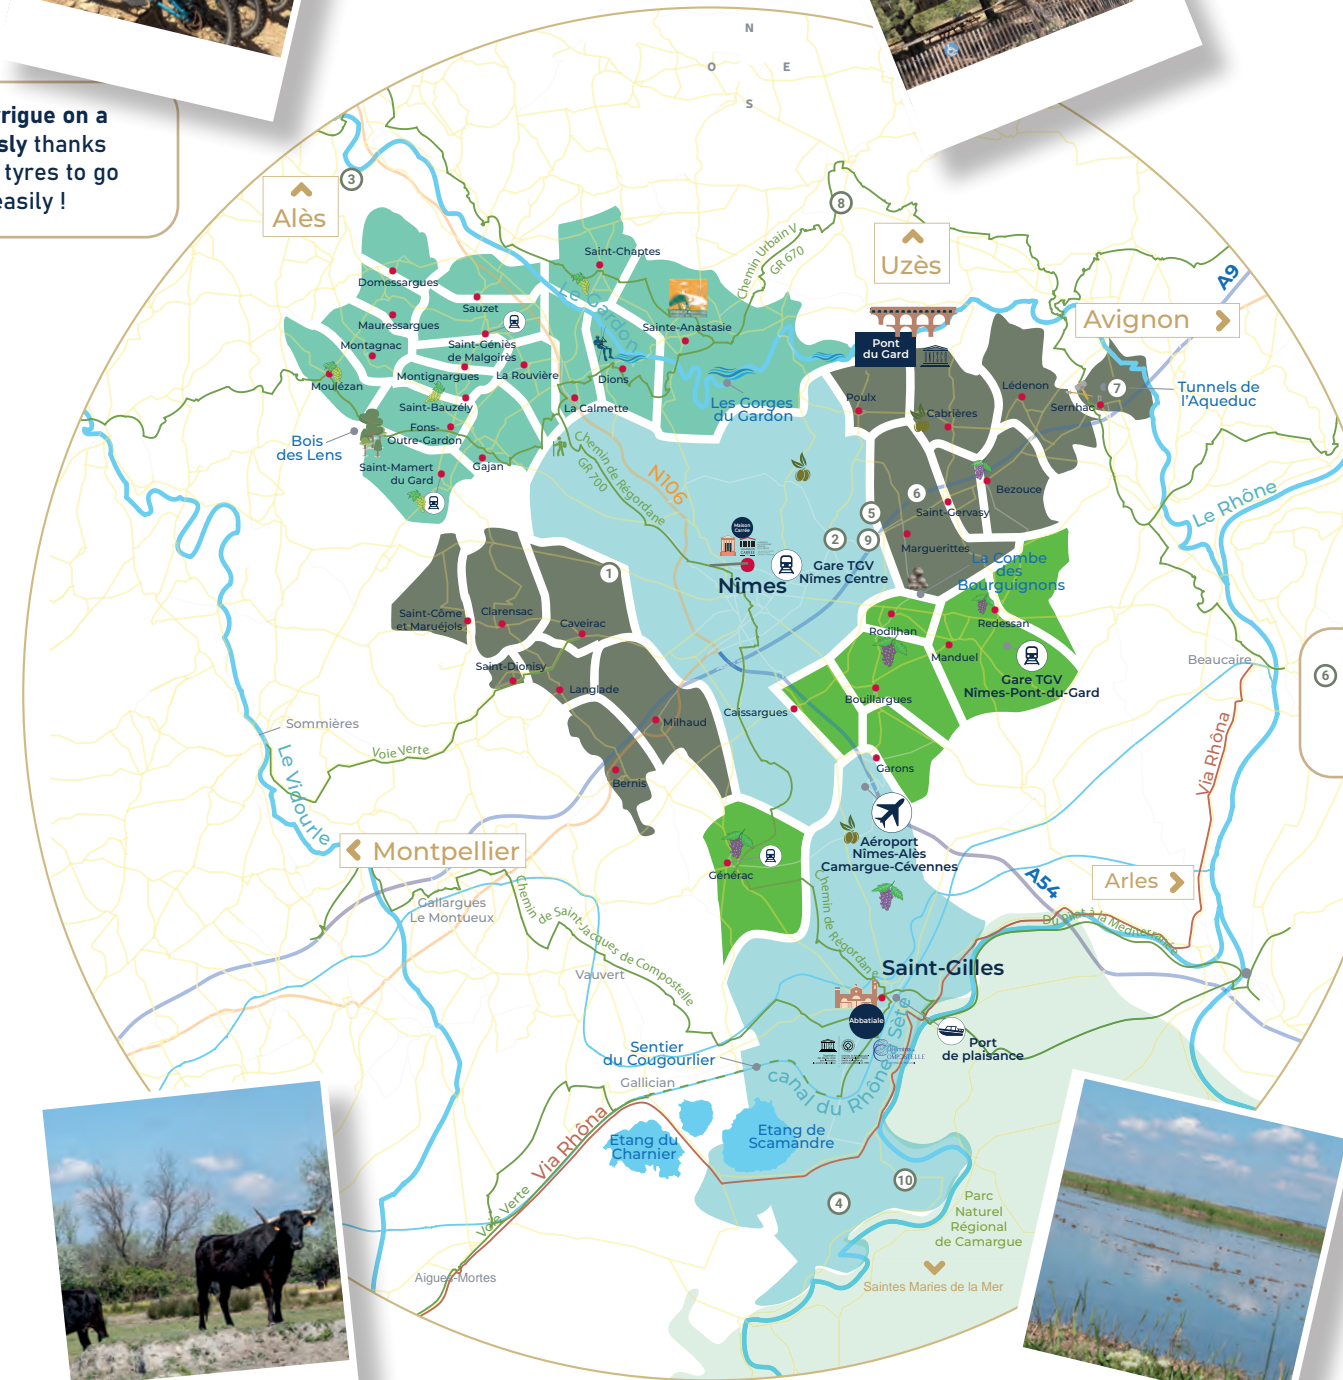 N
O
E
S
rigue on a
sly thanks
tyres to go
easily !
3
Alès
8
Chemin Urbain V
GR 670
Uzès
A9
Avignon
Saint-Chaptes
Domessargues
Le Gardon
Sauzet
Mauressargues
Sainte-Anastasie
Montagnac
Saint-Géniès
de Malgoirès
Pont
du Gard
Moulézan
Montignargues
La Rouvière
Dions
Lédenon
7
Tunnels de
l'Aqueduc
Poulx
Sernhac
Saint-Bauzély
La Calmette
Les Gorges
du Gardon
Cabrières
Fons-
Outre-Gardon
Bois
des Lens
Saint-Mamert
du Gard
Gajan
Chemin de Régordane
GR 700
N106
Bezouce
6
Saint-Gervasy
Le Rhône
5
2
9
Maison
Carrée
Marguerittes
Gare TGV
Nîmes Centre
Nîmes
La Combe
des
Bourguignons
1
Saint-Côme
et Maruéjols
Clarensac
Caveirac
Redessan
Rodilhan
Manduel
Saint-Dionisy
Langlade
Gare TGV
Nîmes-Pont-du-Gard
Beaucaire
6
Bouillargues
Caissargues
Milhaud
Sommières
Voie Verte
Garons
Bernis
Via Rhôna
Le Vidourle
Aéroport
Nîmes-Alès
Camargue-Cévennes
Montpellier
Générac
A54
Arles
Chemin de Saint-Jacques de Compostelle
Gallargues
Le Montueux
Chemin de Régordane
Du pilat à la Méditerranée
Vauvert
Saint-Gilles
Abbatiale
Port
de plaisance
Sentier
du Cougourlier
Gallician
canal du Rhône à Sète
Via Rhôna
Etang du
Charnier
Etang de
Scamandre
10
4
Voie Verte
Parc
Naturel
Régional
de Camargue
Aigues-Mortes
Saintes Maries de la Mer